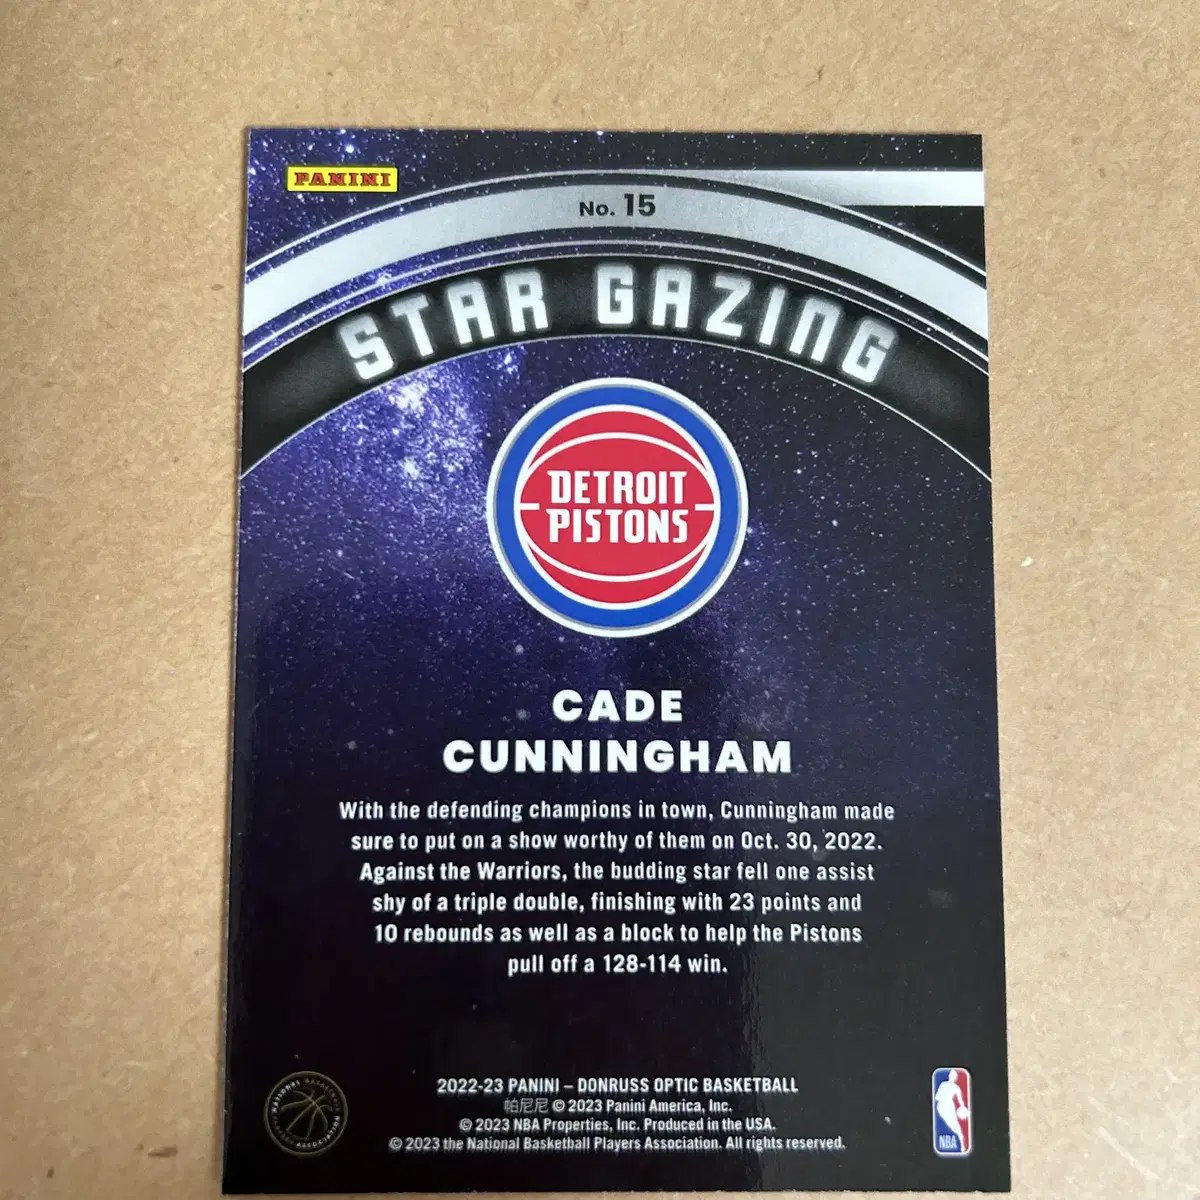 PANINI
No. 15
STAR GAZING
DETROIT
PISTONS
CADE
CUNNINGHAM
With the defending champions in town, Cunningham made
sure to put on a show worthy of them on Oct. 30, 2022.
Against the Warriors, the budding star fell one assist
shy of a triple double, finishing with 23 points and
10 rebounds as well as a block to help the Pistons
pull off a 128-114 win.
2022-23 PANINI – DONRUSS OPTIC BASKETBALL
帕尼尼 © 2023 Panini America, Inc.
© 2023 NBA Properties, Inc. Produced in the USA.
© 2023 the National Basketball Players Association. All rights reserved.
NATIONAL BASKETBALL PLAYERS ASSOCIATION
NBA